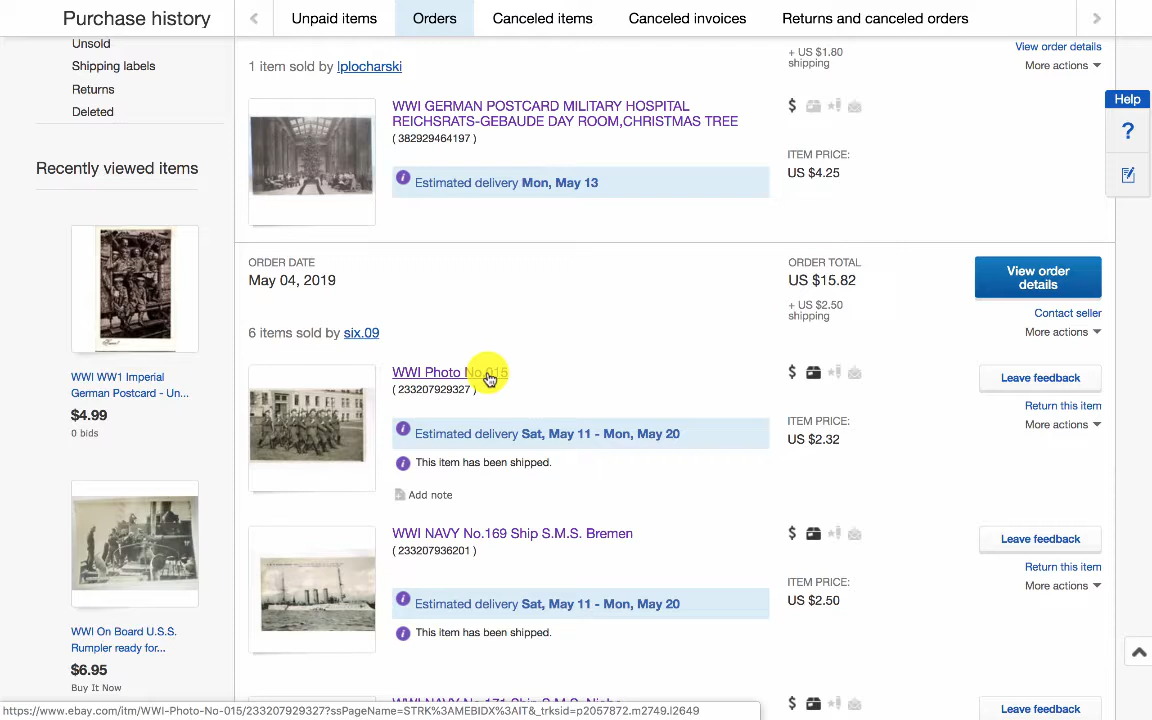 Purchase history
Unpaid items
Orders
Canceled items
Canceled invoices
Returns and canceled orders
Unsold
Shipping labels
Returns
Deleted
Recently viewed items
WWI WW1 Imperial
German Postcard - Un...
$4.99
0 bids
WWI On Board U.S.S.
Rumpler ready for...
$6.95
Buy It Now
1 item sold by lplocharski
+ US $1.80
shipping
View order details
More actions
WWI GERMAN POSTCARD MILITARY HOSPITAL
REICHSRATS-GEBAUDE DAY ROOM,CHRISTMAS TREE
( 382929464197 )
Estimated delivery Mon, May 13
$
ITEM PRICE:
US $4.25
Help
?
ORDER DATE
May 04, 2019
ORDER TOTAL
US $15.82
+ US $2.50
shipping
View order
details
Contact seller
More actions
6 items sold by six.09
WWI Photo No.015
( 233207929327 )
Estimated delivery Sat, May 11 - Mon, May 20
This item has been shipped.
Add note
$
ITEM PRICE:
US $2.32
Leave feedback
Return this item
More actions
WWI NAVY No.169 Ship S.M.S. Bremen
( 233207936201 )
Estimated delivery Sat, May 11 - Mon, May 20
This item has been shipped.
$
ITEM PRICE:
US $2.50
Leave feedback
Return this item
More actions
$
Leave feedback
https://www.ebay.com/itm/WWI-Photo-No-015/233207929327?ssPageName=STRK%3AMEBIDX%3AIT&_trksid=p2057872.m2749.l2649